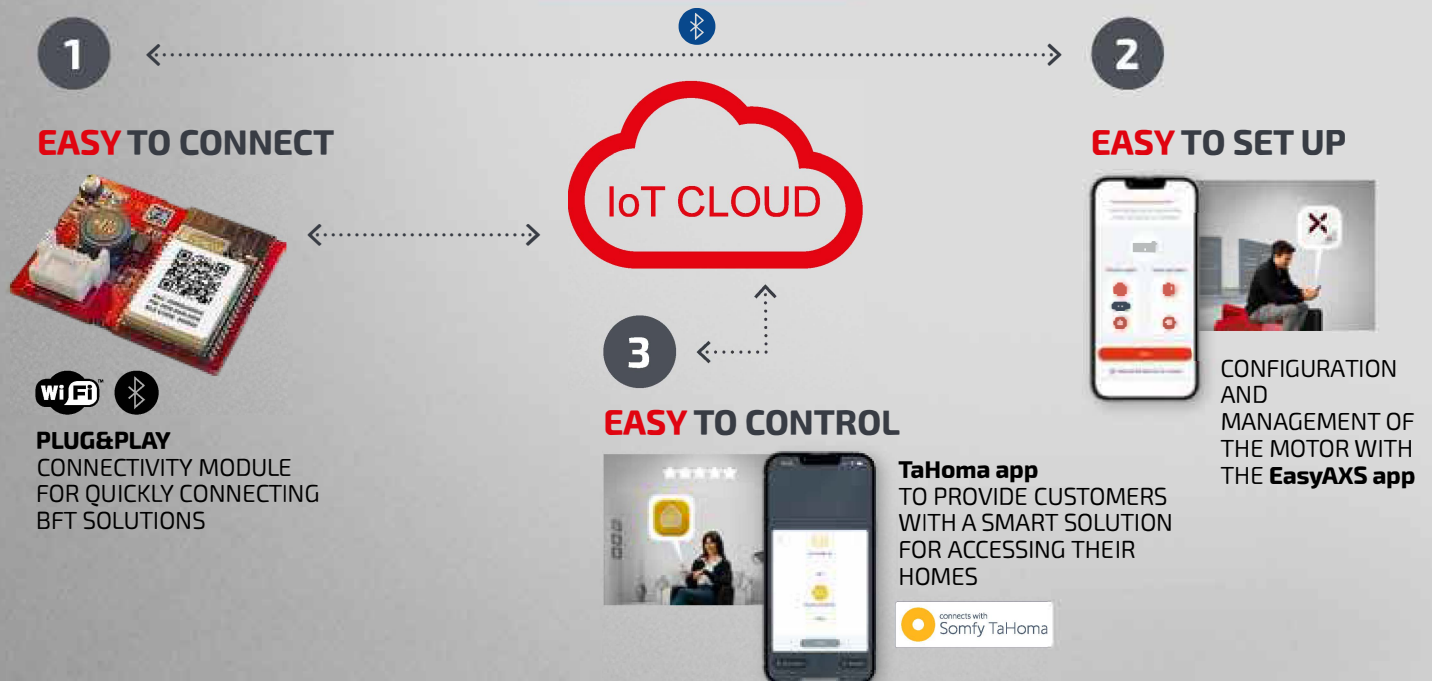 1
EASY TO CONNECT
WiFi™
PLUG&PLAY
CONNECTIVITY MODULE
FOR QUICKLY CONNECTING
BFT SOLUTIONS
IoT CLOUD
2
EASY TO SET UP
CONFIGURATION
AND
MANAGEMENT OF
THE MOTOR WITH
THE EasyAXS app
3
EASY TO CONTROL
TaHoma app
TO PROVIDE CUSTOMERS
WITH A SMART SOLUTION
FOR ACCESSING THEIR
HOMES
connects with
Somfy TaHoma